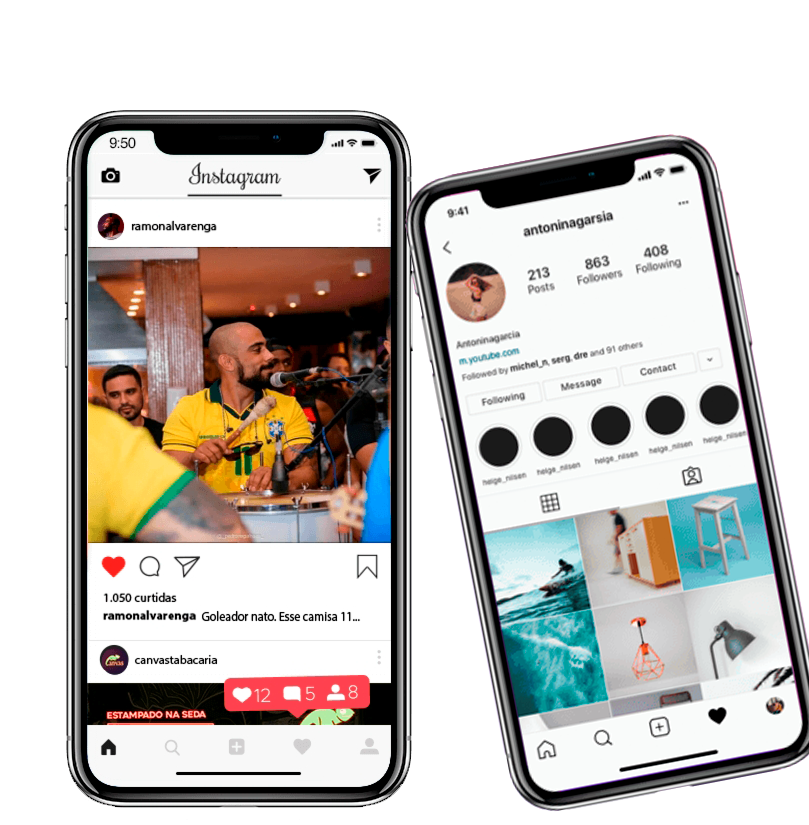 9:50
Instagram
ramonalvarenga
1.050 curtidas
ramonalvarenga Goleador nato. Esse camisa 11...
canvastabacaria
12 5 8
ESTAMPADO NA SEDA
9:41
antoninagarsia
213 863 408
Posts Followers Following
Antoninagarcia
m.youtube.com
Followed by michel_n, serg, dre and 91 others
Following Message Contact
helge_nilsen helge_nilsen helge_nilsen helge_nilsen helge_nilsen